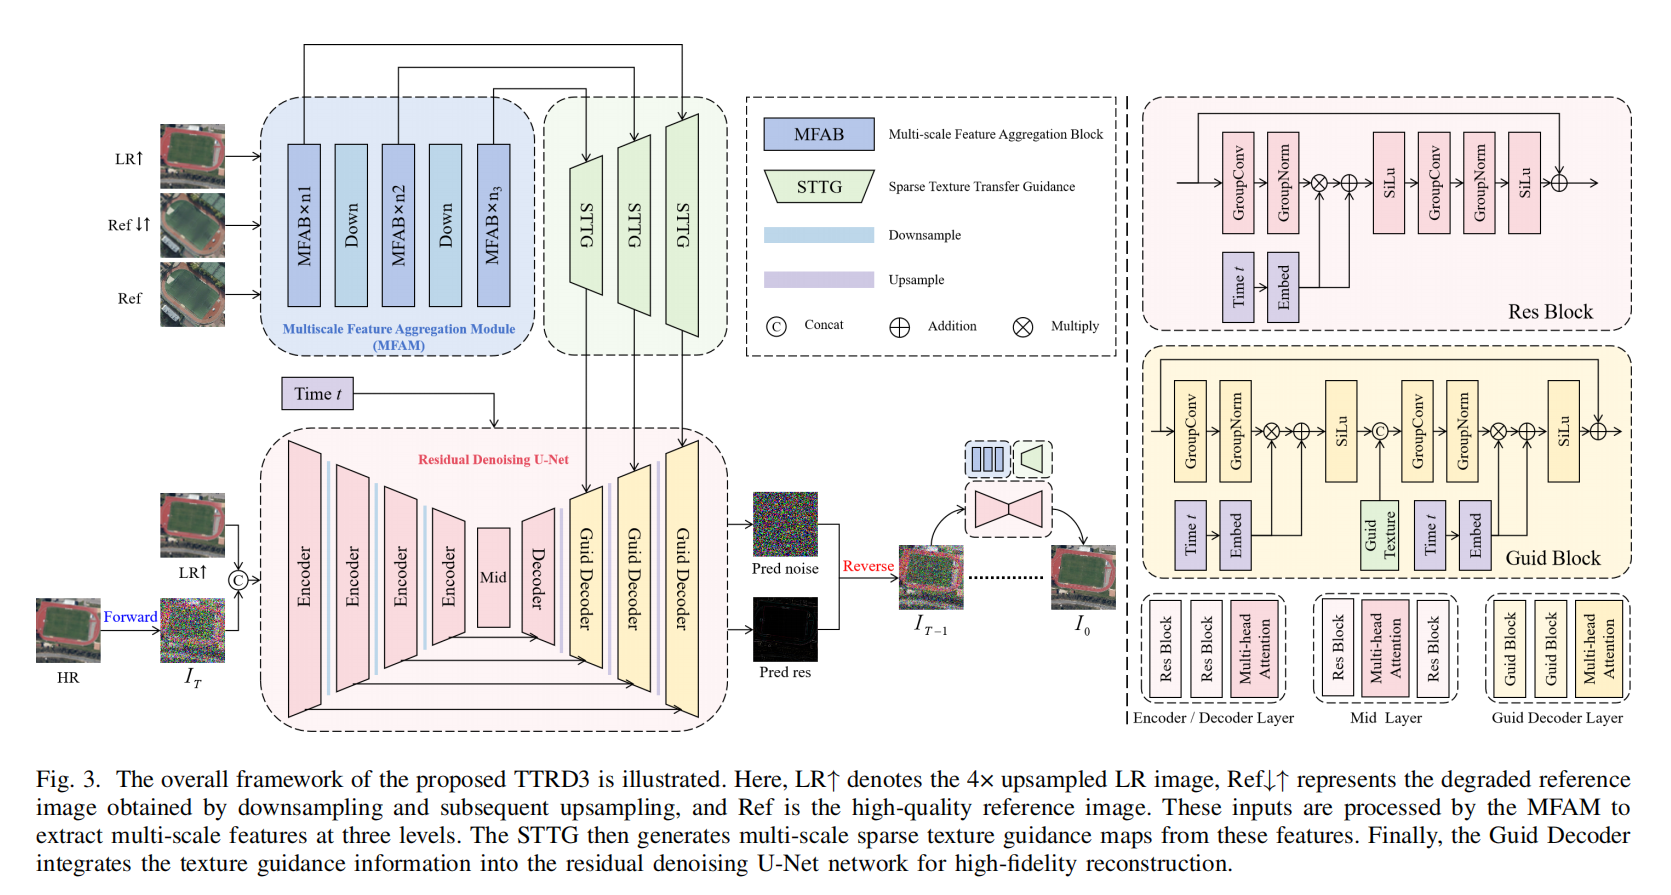 LR↑
Ref ↓↑
Ref
MFAB×n1
Down
MFAB×n2
Down
MFAB×n₃
Multiscale Feature Aggregation Module
(MFAM)
STTG
STTG
STTG
MFAB
Multi-scale Feature Aggregation Block
STTG
Sparse Texture Transfer Guidance
Downsample
Upsample
C
Concat
Addition
Multiply
Time t
Residual Denoising U-Net
LR↑
C
HR
Forward
I_T
Encoder
Encoder
Encoder
Encoder
Mid
Decoder
Guid Decoder
Guid Decoder
Guid Decoder
Pred noise
Pred res
Reverse
I_{T−1}
I_0
GroupConv
GroupNorm
SiLu
GroupConv
GroupNorm
SiLu
Time t
Embed
Res Block
GroupConv
GroupNorm
SiLu
C
GroupConv
GroupNorm
SiLu
Time t
Embed
Guid
Texture
Time t
Embed
Guid Block
Res Block
Res Block
Multi-head
Attention
Encoder / Decoder Layer
Res Block
Multi-head
Attention
Res Block
Mid Layer
Guid Block
Guid Block
Multi-head
Attention
Guid Decoder Layer
Fig. 3. The overall framework of the proposed TTRD3 is illustrated. Here, LR↑ denotes the 4× upsampled LR image, Ref↓↑ represents the degraded reference
image obtained by downsampling and subsequent upsampling, and Ref is the high-quality reference image. These inputs are processed by the MFAM to
extract multi-scale features at three levels. The STTG then generates multi-scale sparse texture guidance maps from these features. Finally, the Guid Decoder
integrates the texture guidance information into the residual denoising U-Net network for high-fidelity reconstruction.